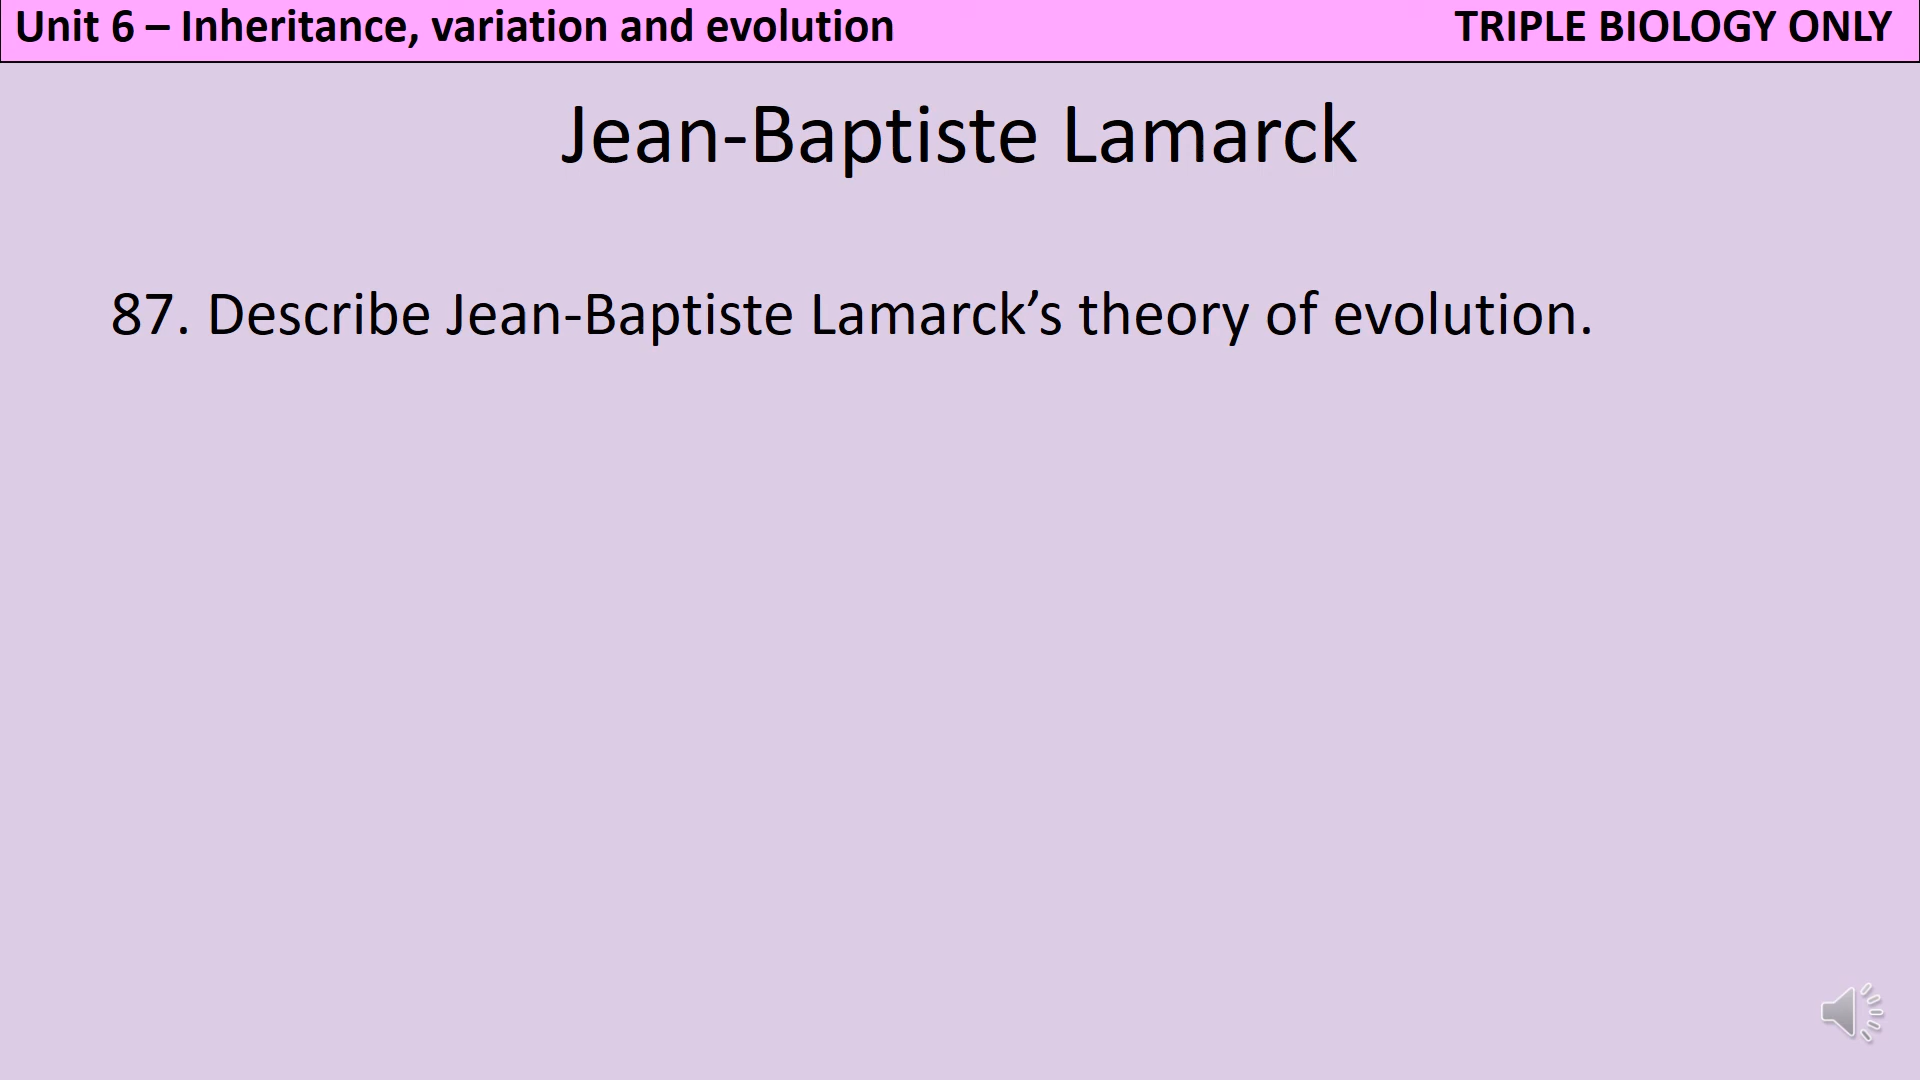 Unit 6 – Inheritance, variation and evolution
TRIPLE BIOLOGY ONLY
Jean-Baptiste Lamarck
87. Describe Jean-Baptiste Lamarck’s theory of evolution.